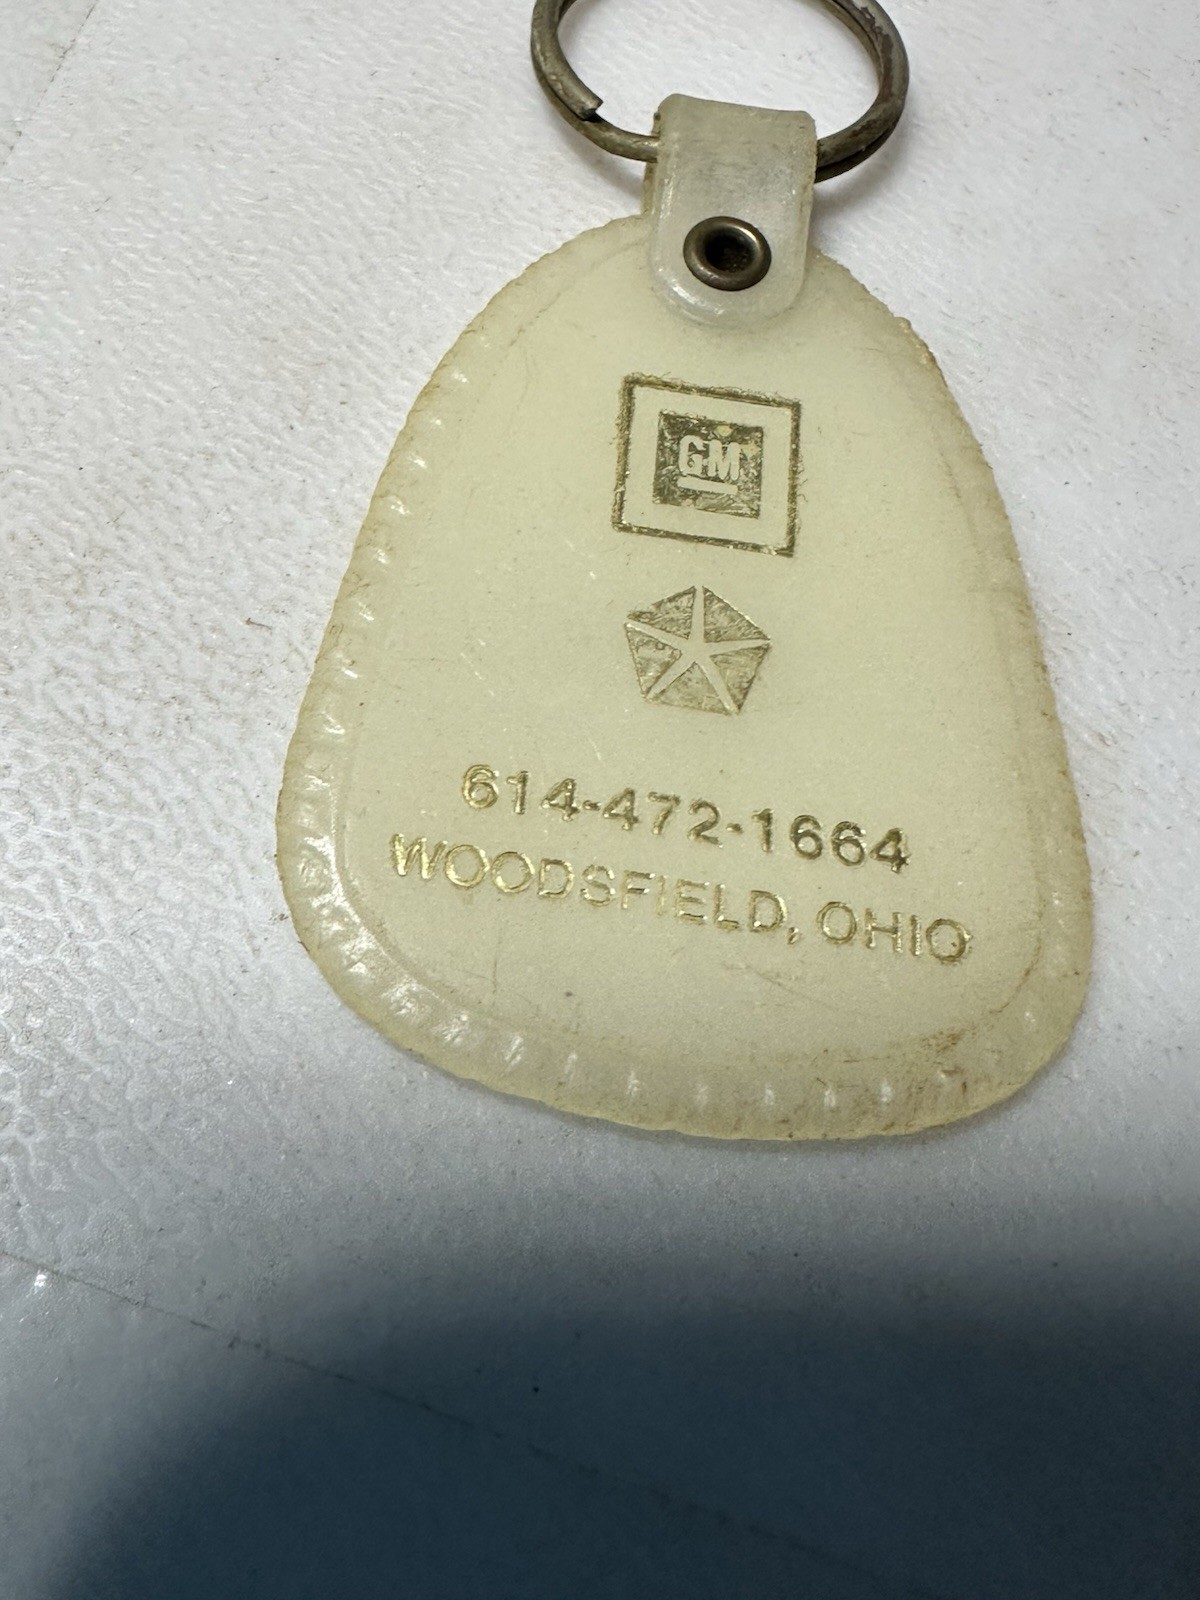 GM
614-472-1664
WOODSFIELD, OHIO